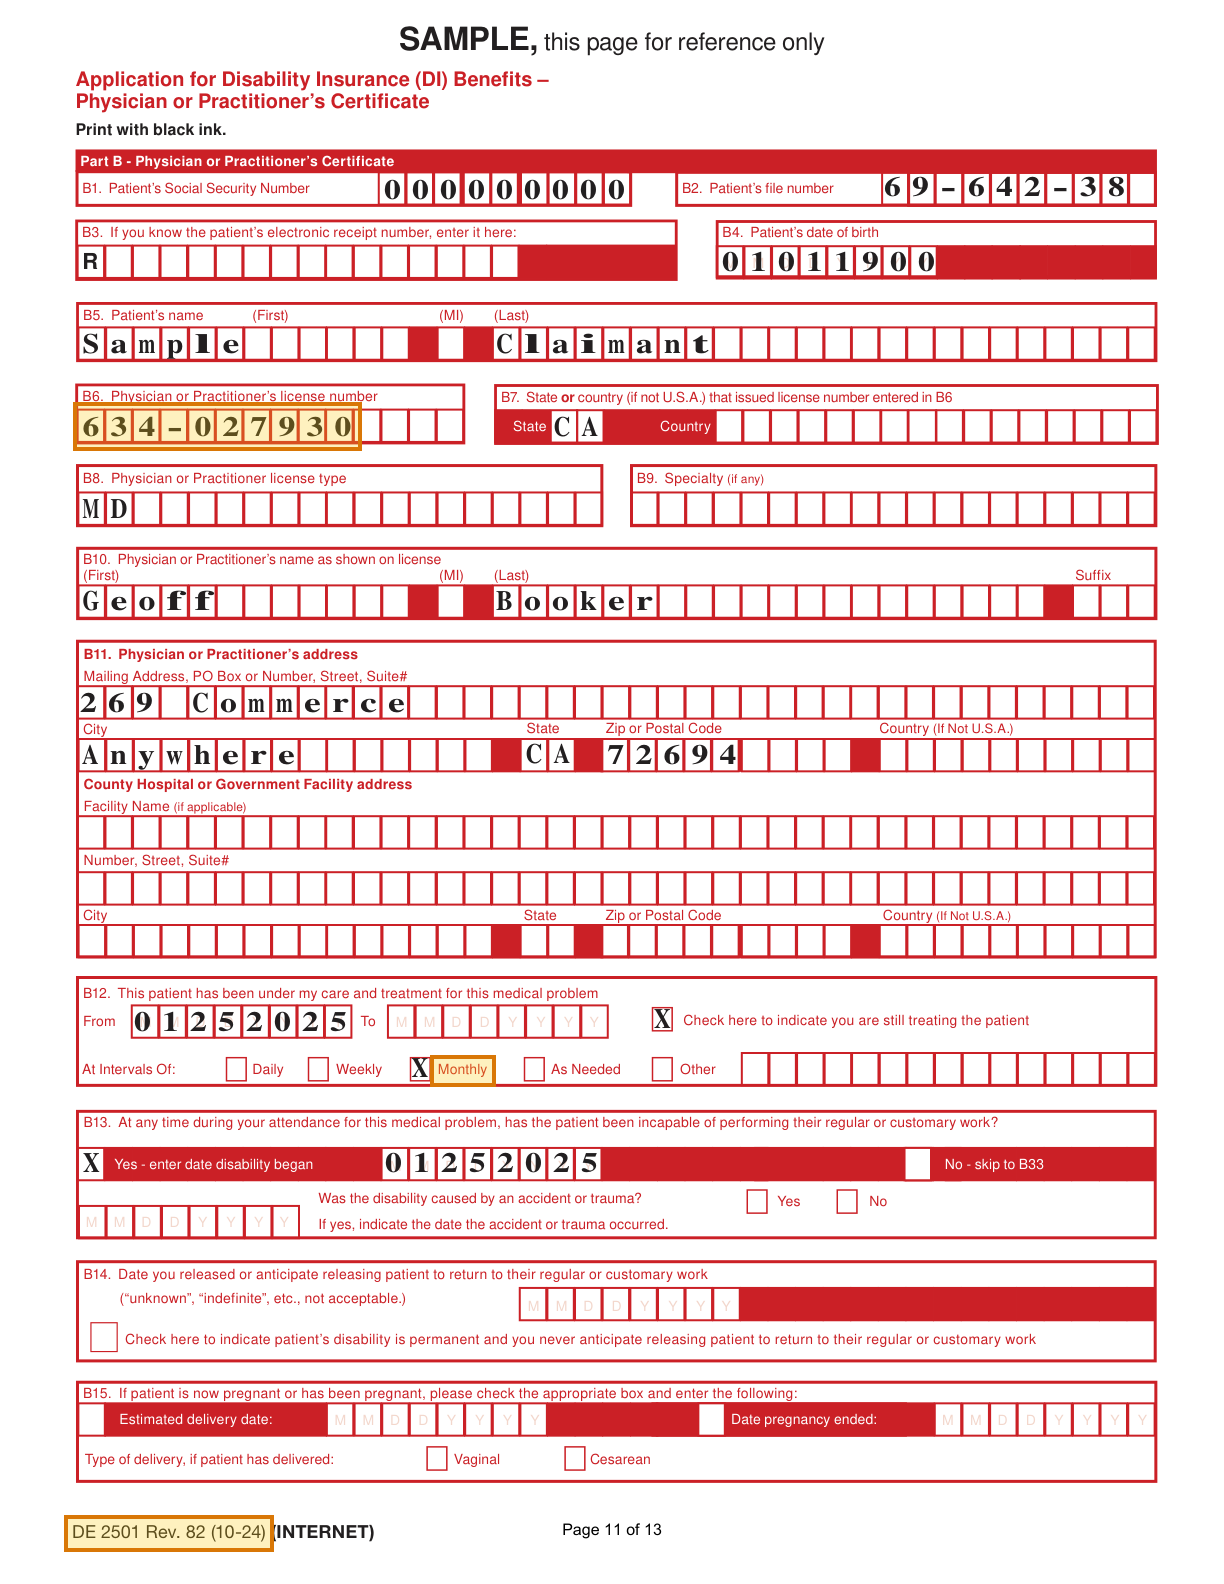 SAMPLE, this page for reference only
Application for Disability Insurance (DI) Benefits –
Physician or Practitioner's Certificate
Print with black ink.
Part B - Physician or Practitioner's Certificate
B1. Patient's Social Security Number 000000000 B2. Patient's file number 69-642-38
B3. If you know the patient's electronic receipt number, enter it here: B4. Patient's date of birth
R 01011900
B5. Patient's name (First) (MI) (Last)
Sample Claimant
B6. Physician or Practitioner's license number B7. State or country (if not U.S.A.) that issued license number entered in B6
634-027930 State CA Country
B8. Physician or Practitioner license type B9. Specialty (if any)
MD
B10. Physician or Practitioner's name as shown on license
(First) (MI) (Last) Suffix
Geoff Booker
B11. Physician or Practitioner's address
Mailing Address, PO Box or Number, Street, Suite#
269 Commerce
City State Zip or Postal Code Country (If Not U.S.A.)
Anywhere CA 72694
County Hospital or Government Facility address
Facility Name (if applicable)
Number, Street, Suite#
City State Zip or Postal Code Country (If Not U.S.A.)
B12. This patient has been under my care and treatment for this medical problem
From 01252025 To M M D D Y Y Y Y X Check here to indicate you are still treating the patient
At Intervals Of: Daily Weekly X Monthly As Needed Other
B13. At any time during your attendance for this medical problem, has the patient been incapable of performing their regular or customary work?
X Yes - enter date disability began 01252025 No - skip to B33
Was the disability caused by an accident or trauma? Yes No
M M D D Y Y Y Y If yes, indicate the date the accident or trauma occurred.
B14. Date you released or anticipate releasing patient to return to their regular or customary work
(“unknown”, “indefinite”, etc., not acceptable.) M M D D Y Y Y Y
Check here to indicate patient's disability is permanent and you never anticipate releasing patient to return to their regular or customary work
B15. If patient is now pregnant or has been pregnant, please check the appropriate box and enter the following:
Estimated delivery date: M M D D Y Y Y Y Date pregnancy ended: M M D D Y Y Y Y
Type of delivery, if patient has delivered: Vaginal Cesarean
DE 2501 Rev. 82 (10-24) (INTERNET) Page 11 of 13